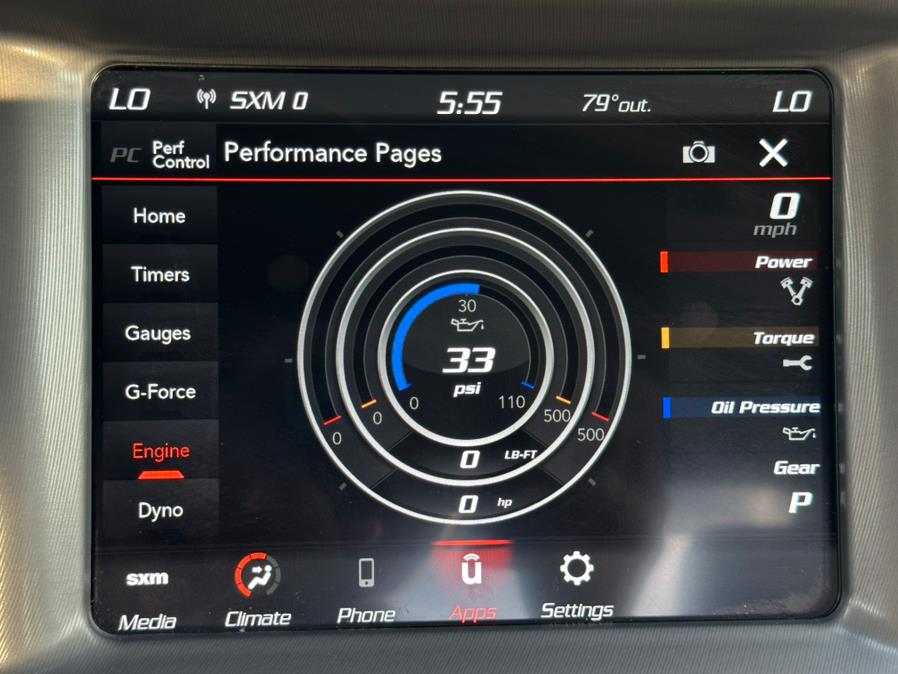 LO SXM 0 5:55 79° out. LO
PC Perf Control Performance Pages X
Home
Timers
Gauges
G-Force
Engine
Dyno
30
33
psi
0 110
0 500
0 500
0 LB-FT
0 hp
0
mph
Power
Torque
Oil Pressure
Gear
P
sxm
Media
Climate
Phone
u
Apps
Settings